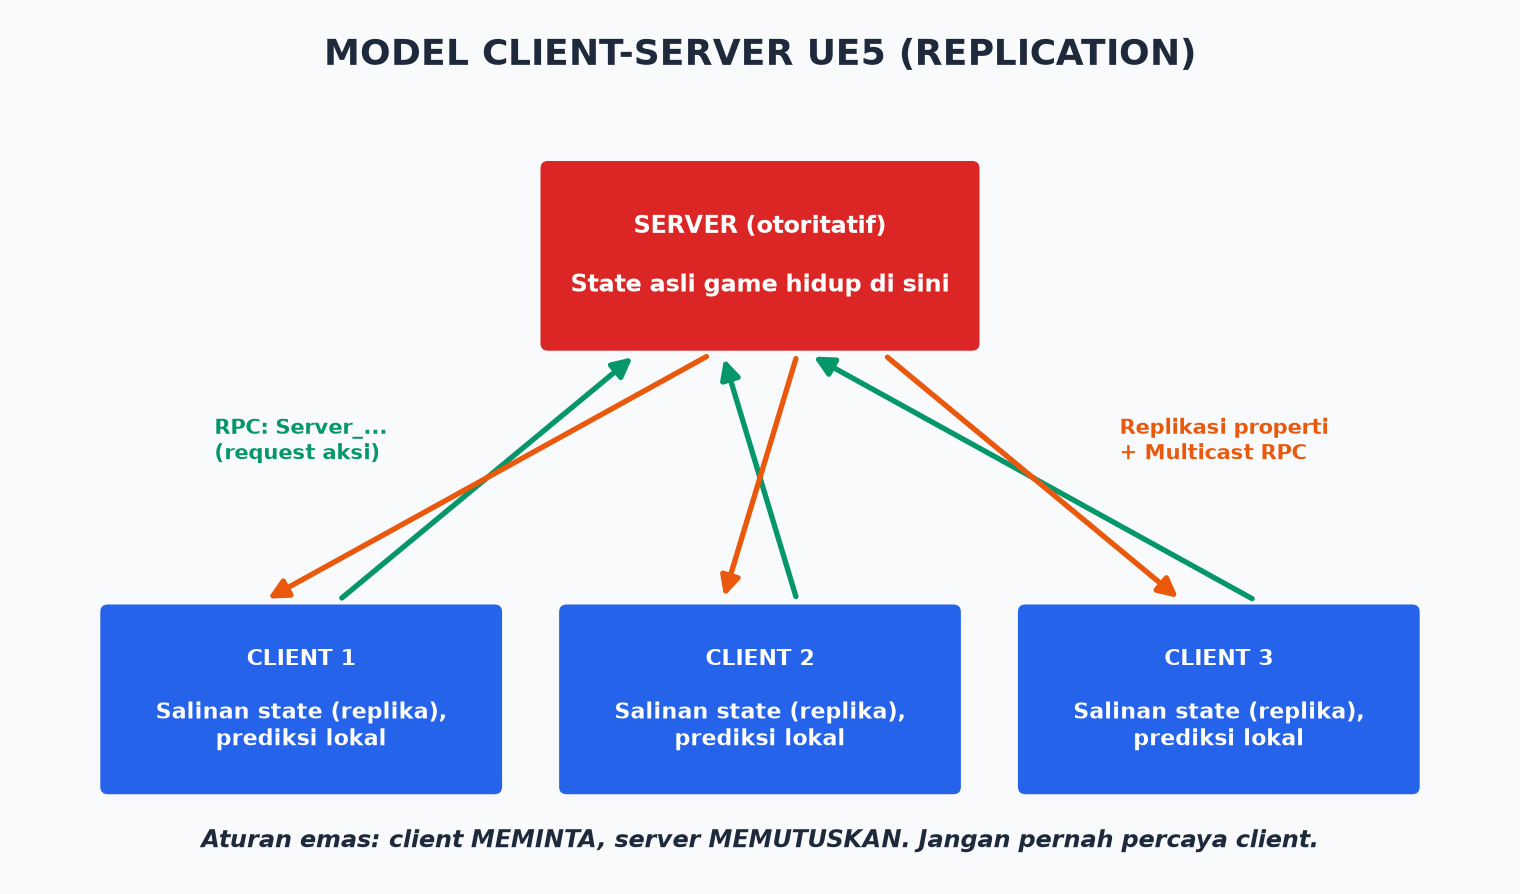 MODEL CLIENT-SERVER UE5 (REPLICATION)
SERVER (otoritatif)
State asli game hidup di sini
RPC: Server_...
(request aksi)
Replikasi properti
+ Multicast RPC
CLIENT 1
Salinan state (replika),
prediksi lokal
CLIENT 2
Salinan state (replika),
prediksi lokal
CLIENT 3
Salinan state (replika),
prediksi lokal
Aturan emas: client MEMINTA, server MEMUTUSKAN. Jangan pernah percaya client.